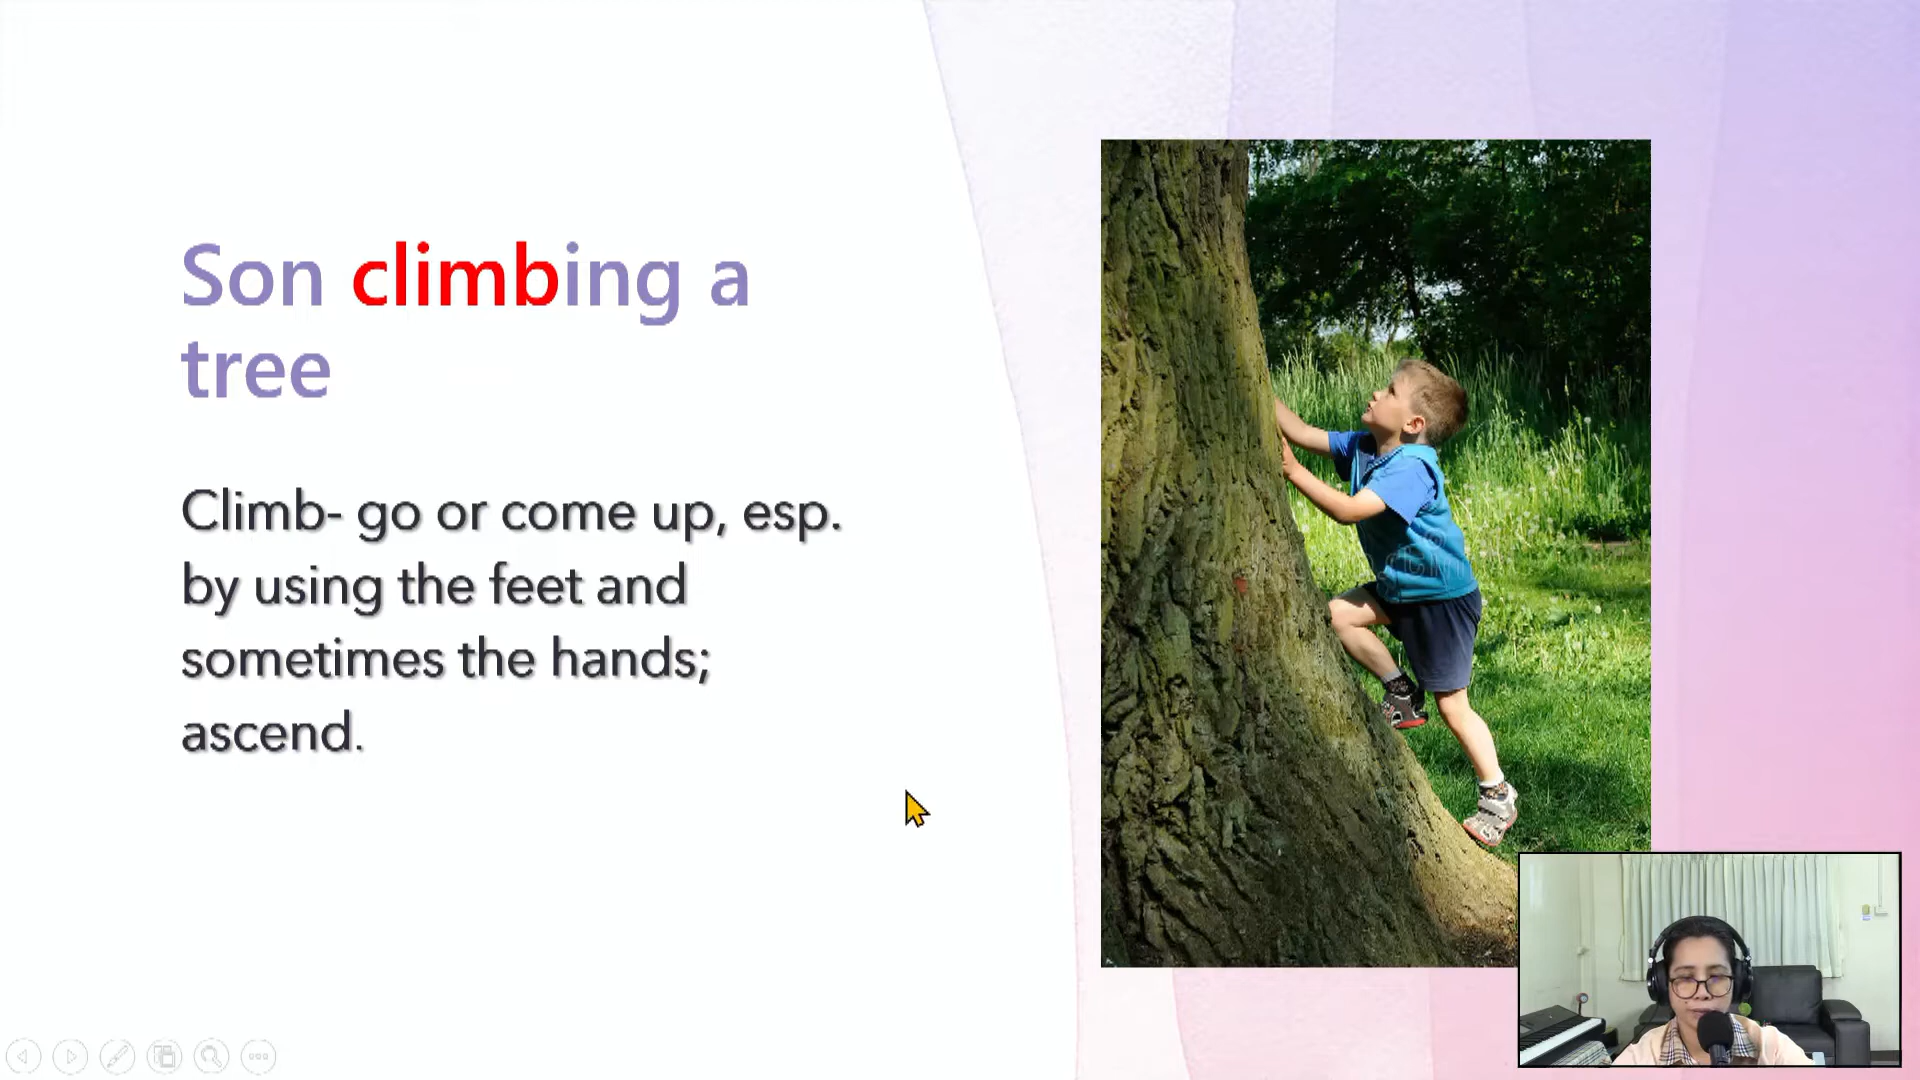 Son climbing a
tree
Climb- go or come up, esp.
by using the feet and
sometimes the hands;
ascend.